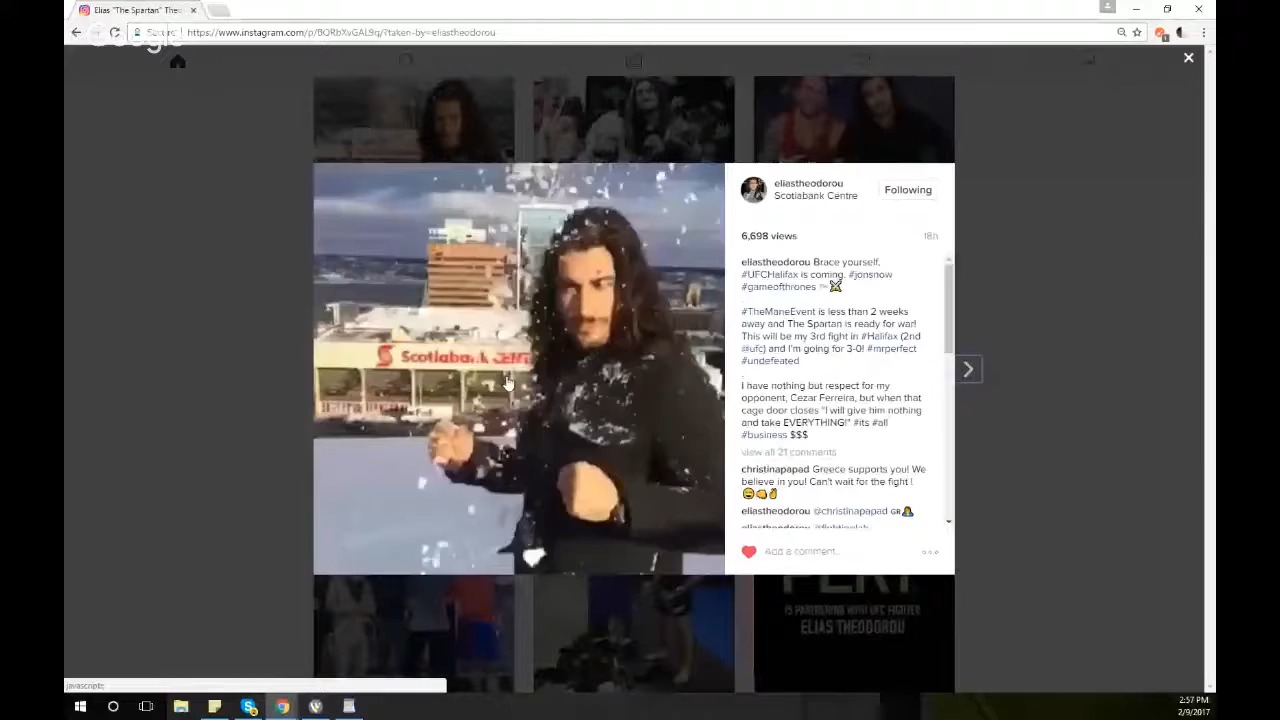 Elias "The Spartan" The
https://www.instagram.com/p/BQRbXvGAL9q/?taken-by=eliastheodorou
eliastheodorou
Scotiabank Centre
Following
6,698 views
18h
eliastheodorou Brace yourself,
#UFCHalifax is coming. #jonsnow
#gameofthrones
.
#TheManeEvent is less than 2 weeks
away and The Spartan is ready for war!
This will be my 3rd fight in #Halifax (2nd
@ufc) and I'm going for 3-0! #mrperfect
#undefeated
.
I have nothing but respect for my
opponent, Cezar Ferreira, but when that
cage door closes "I will give him nothing
and take EVERYTHING!" #its #all
#business $$$
view all 21 comments
christinapapad Greece supports you! We
believe in you! Can't wait for the fight !
eliastheodorou @christinapapad GR
eliastheodorou
Add a comment...
Scotiabank
IS PARTNERING WITH UFC FIGHTER
ELIAS THEODOROU
2:57 PM
2/9/2017